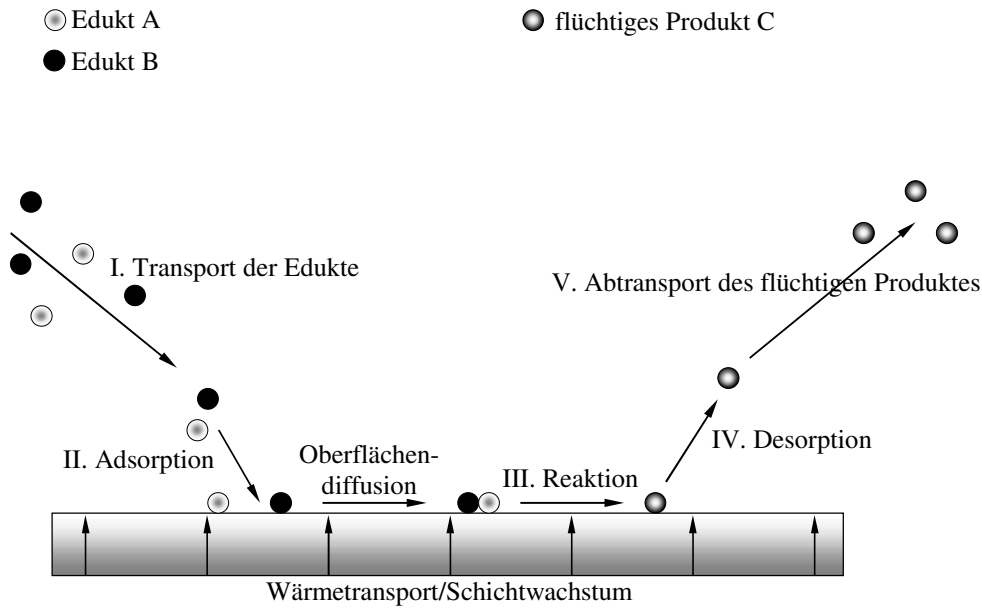 Edukt A
Edukt B
flüchtiges Produkt C
I. Transport der Edukte
V. Abtransport des flüchtigen Produktes
II. Adsorption
Oberflächen-
diffusion
III. Reaktion
IV. Desorption
Wärmetransport/Schichtwachstum